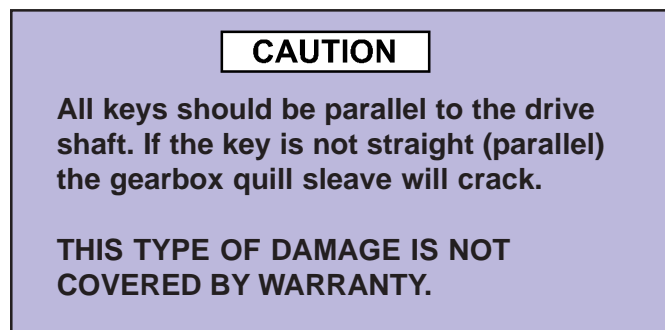 CAUTION
All keys should be parallel to the drive
shaft. If the key is not straight (parallel)
the gearbox quill sleave will crack.
THIS TYPE OF DAMAGE IS NOT
COVERED BY WARRANTY.